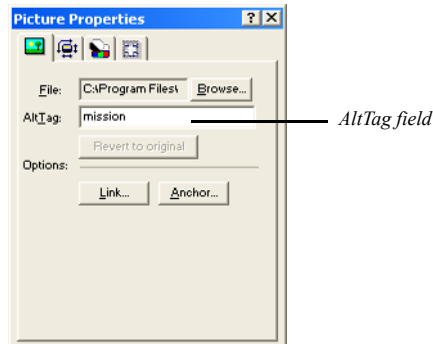 Picture Properties
File: C:\Program Files\ Browse...
AltTag: mission
AltTag field
Revert to original
Options:
Link... Anchor...